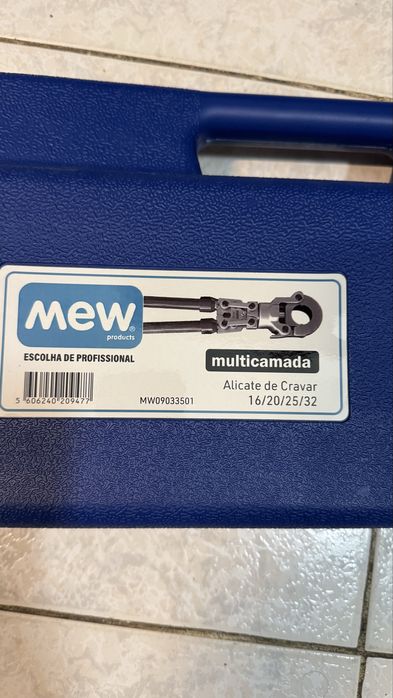 mew®
products
ESCOLHA DE PROFISSIONAL
5 606240 209477
MW09033501
multicamada
Alicate de Cravar
16/20/25/32